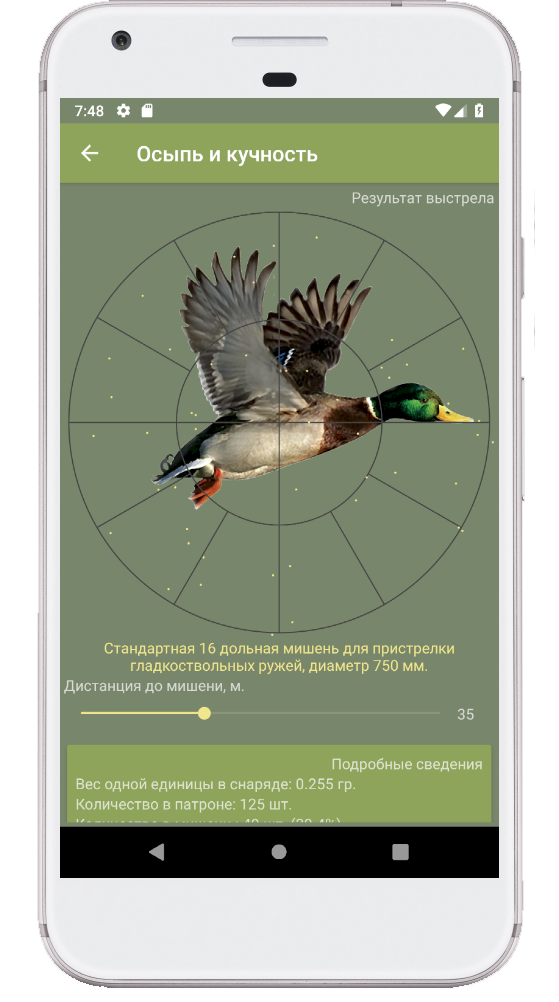 7:48
Осыпь и кучность
Результат выстрела
Стандартная 16 дольная мишень для пристрелки
гладкоствольных ружей, диаметр 750 мм.
Дистанция до мишени, м.
35
Подробные сведения
Вес одной единицы в снаряде: 0.255 гр.
Количество в патроне: 125 шт.